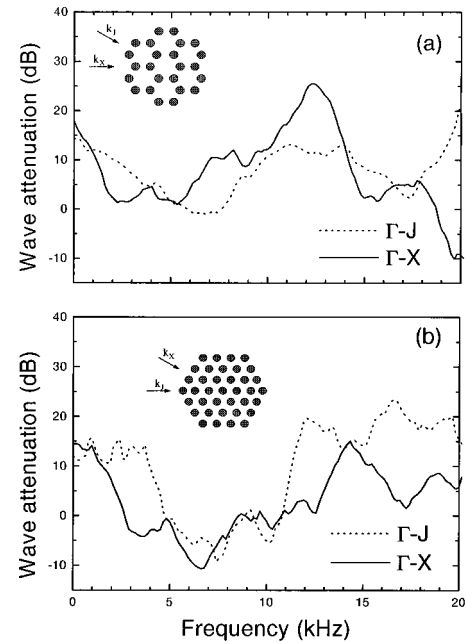 40
(a)
k_J
30
k_X
20
10
0
Γ-J
Γ-X
-10
Wave attenuation (dB)
40
(b)
k_X
30
k_J
20
10
0
Γ-J
Γ-X
-10
Wave attenuation (dB)
0 5 10 15 20
Frequency (kHz)